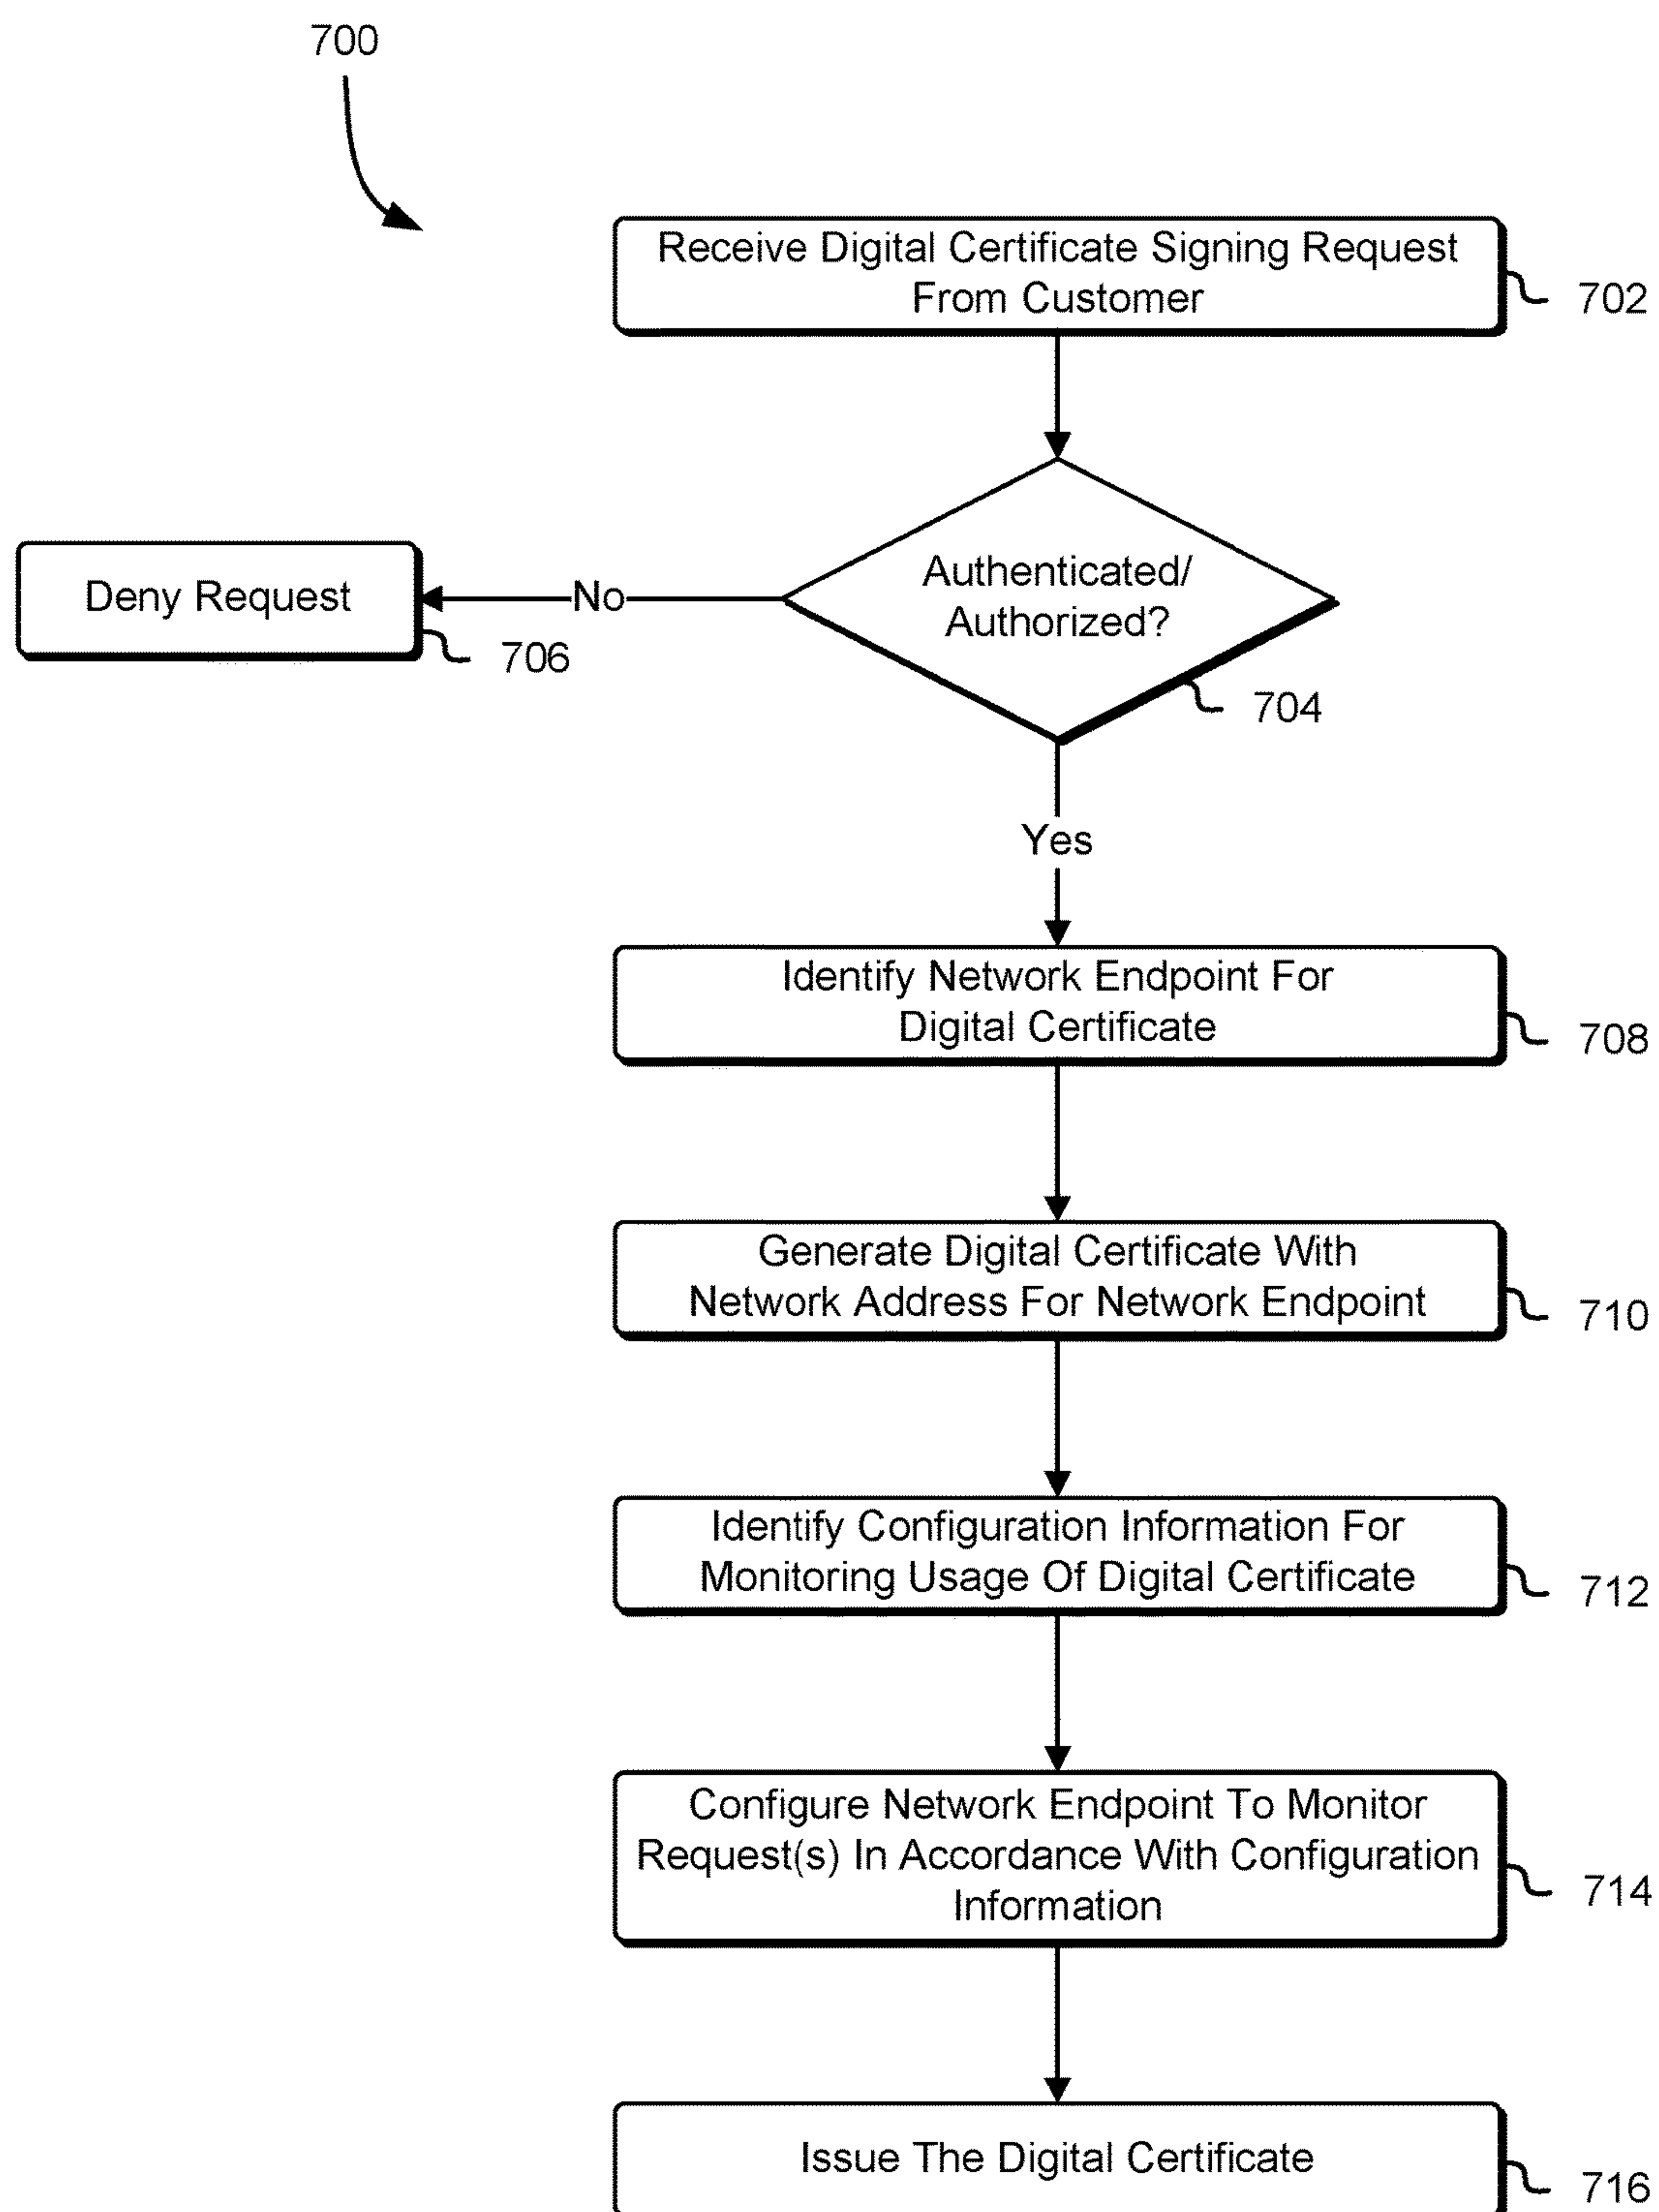 700
Receive Digital Certificate Signing Request
From Customer
702
Authenticated/
Authorized?
704
No
Deny Request
706
Yes
Identify Network Endpoint For
Digital Certificate
708
Generate Digital Certificate With
Network Address For Network Endpoint
710
Identify Configuration Information For
Monitoring Usage Of Digital Certificate
712
Configure Network Endpoint To Monitor
Request(s) In Accordance With Configuration
Information
714
Issue The Digital Certificate
716